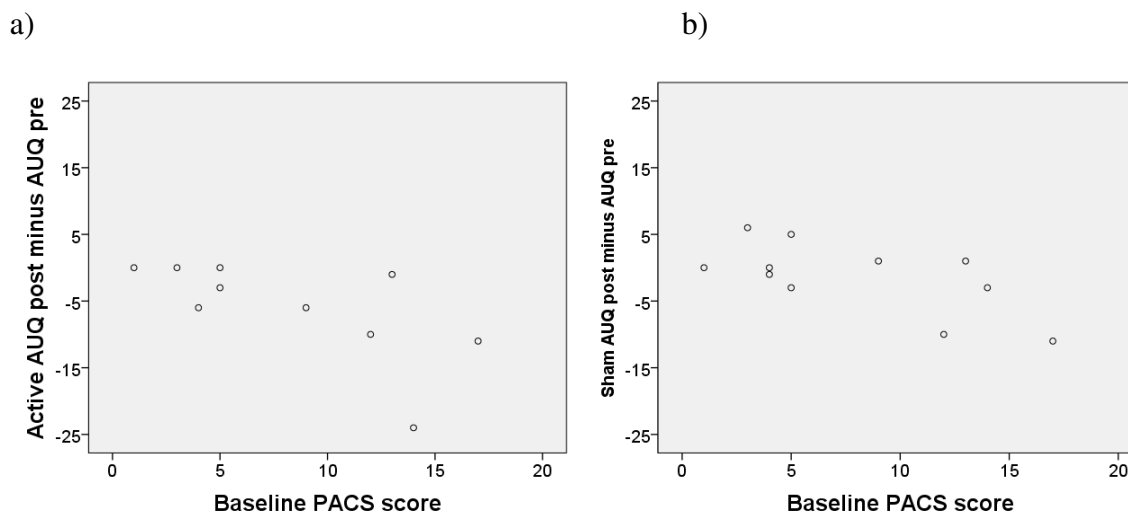 a)
Active AUQ post minus AUQ pre
25
15
5
-5
-15
-25
0 5 10 15 20
Baseline PACS score
b)
Sham AUQ post minus AUQ pre
25
15
5
-5
-15
-25
0 5 10 15 20
Baseline PACS score